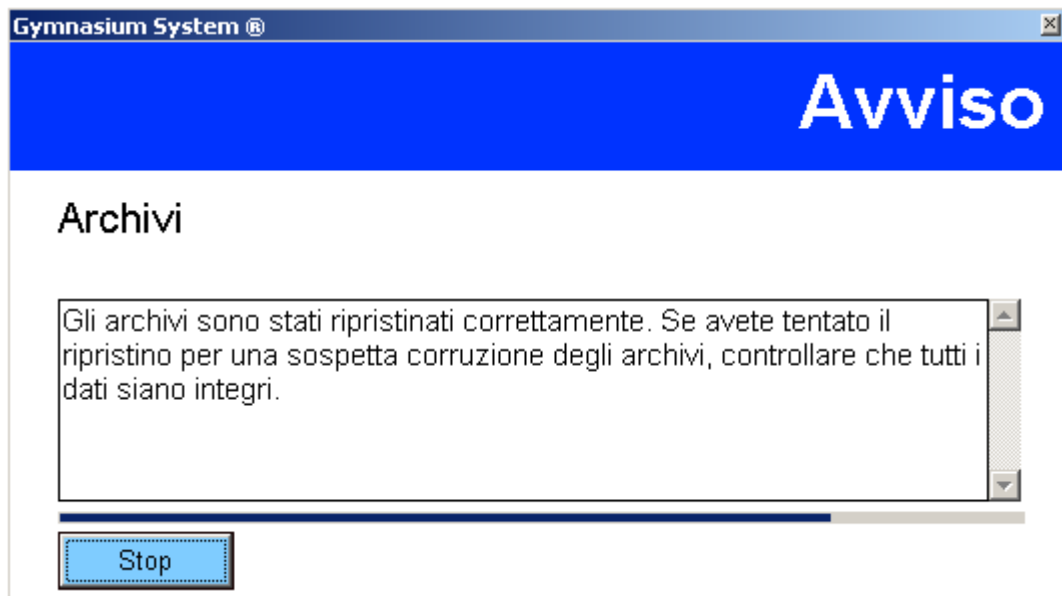 Gymnasium System ®
Avviso
Archivi
Gli archivi sono stati ripristinati correttamente. Se avete tentato il
ripristino per una sospetta corruzione degli archivi, controllare che tutti i
dati siano integri.
Stop